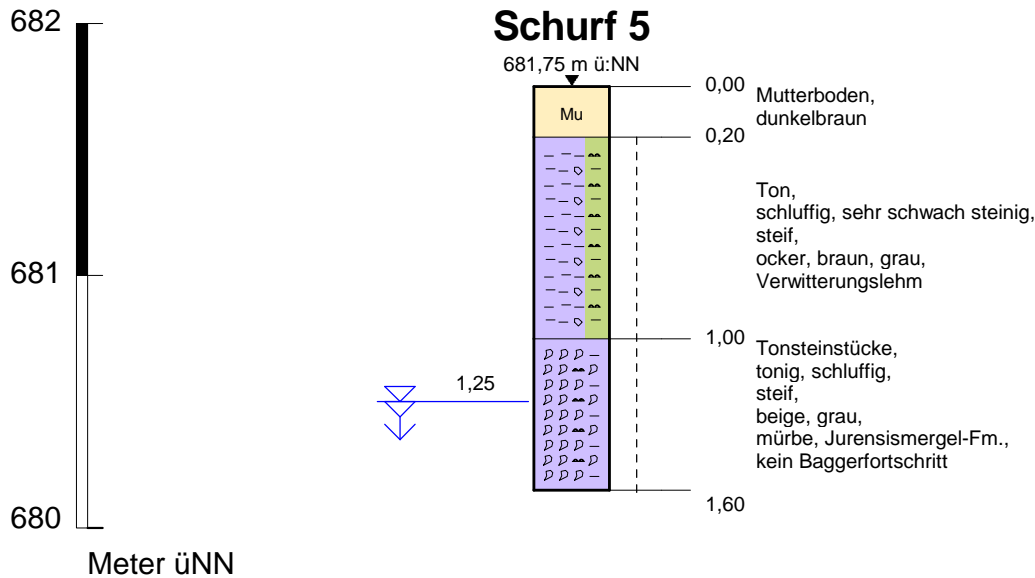 682
681
680
Meter üNN
Schurf 5
681,75 m ü:NN
Mu
0,00
0,20
1,00
1,60
1,25
Mutterboden,
dunkelbraun
Ton,
schluffig, sehr schwach steinig,
steif,
ocker, braun, grau,
Verwitterungslehm
Tonsteinstücke,
tonig, schluffig,
steif,
beige, grau,
mürbe, Jurensismergel-Fm.,
kein Baggerfortschritt